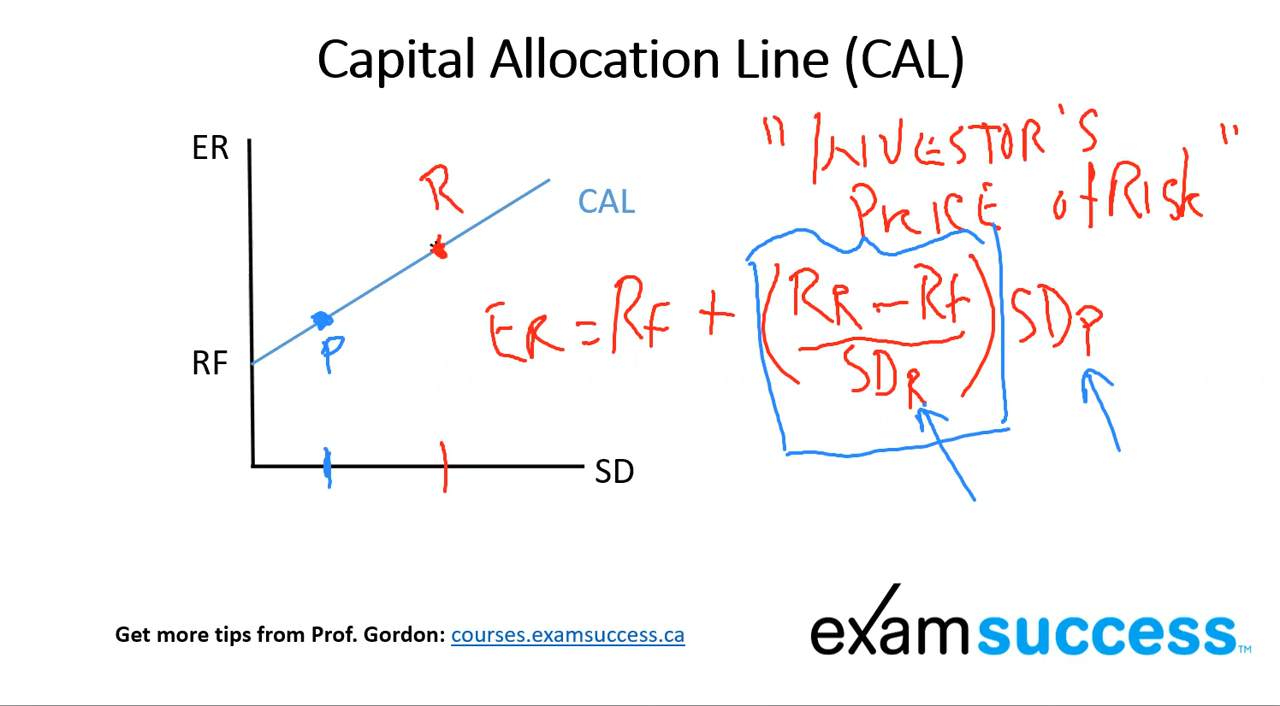 Capital Allocation Line (CAL)
"INVESTOR'S
PRICE of Risk"
ER
R
CAL
ER = RF + (RR - Rf / SDR) SDP
P
RF
SD
Get more tips from Prof. Gordon: courses.examsuccess.ca
examsuccess™